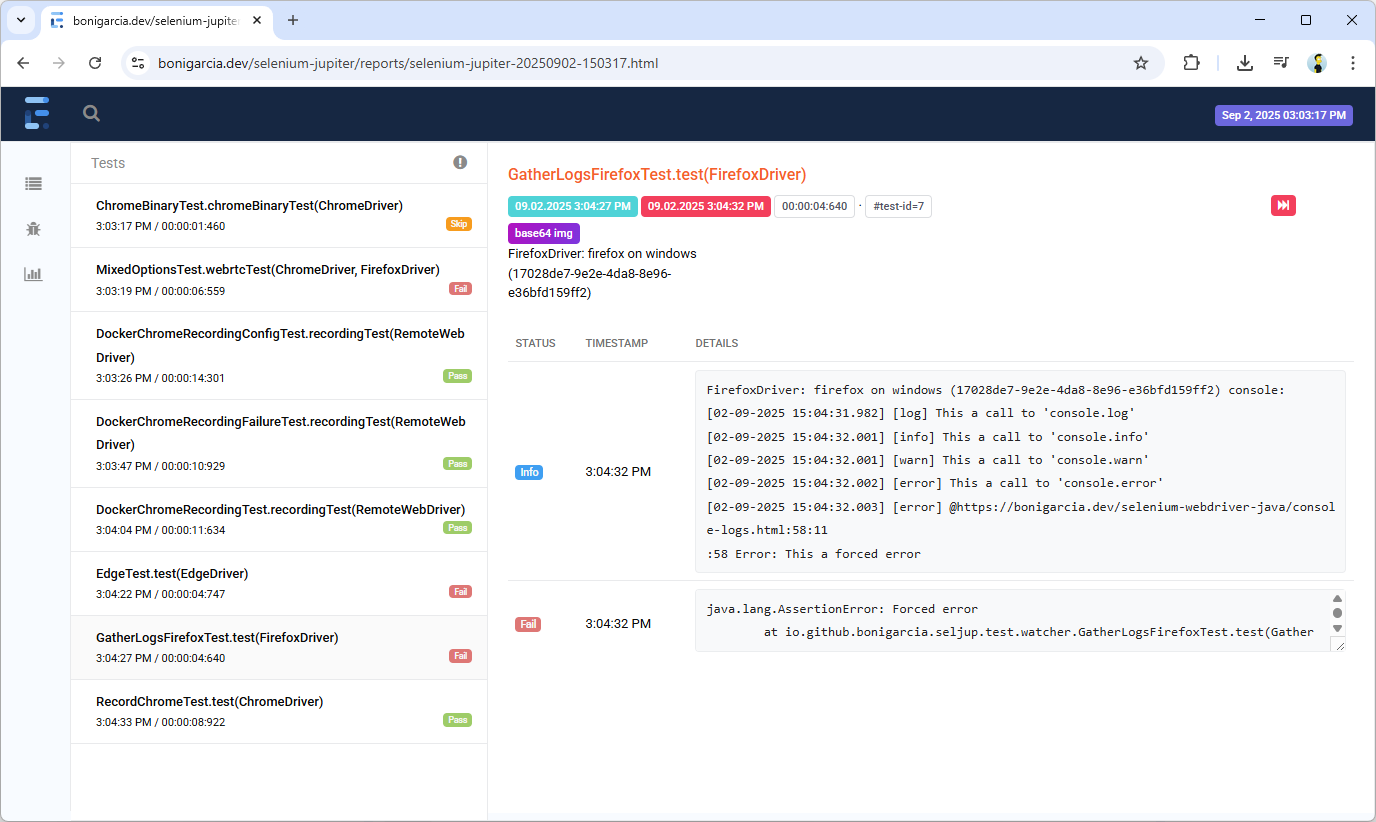 bonigarcia.dev/selenium-jupite
bonigarcia.dev/selenium-jupiter/reports/selenium-jupiter-20250902-150317.html
Sep 2, 2025 03:03:17 PM
Tests
ChromeBinaryTest.chromeBinaryTest(ChromeDriver)
3:03:17 PM / 00:00:01:460
Skip
MixedOptionsTest.webrtcTest(ChromeDriver, FirefoxDriver)
3:03:19 PM / 00:00:06:559
Fail
DockerChromeRecordingConfigTest.recordingTest(RemoteWeb
Driver)
3:03:26 PM / 00:00:14:301
Pass
DockerChromeRecordingFailureTest.recordingTest(RemoteWeb
Driver)
3:03:47 PM / 00:00:10:929
Pass
DockerChromeRecordingTest.recordingTest(RemoteWebDriver)
3:04:04 PM / 00:00:11:634
Pass
EdgeTest.test(EdgeDriver)
3:04:22 PM / 00:00:04:747
Fail
GatherLogsFirefoxTest.test(FirefoxDriver)
3:04:27 PM / 00:00:04:640
Fail
RecordChromeTest.test(ChromeDriver)
3:04:33 PM / 00:00:08:922
Pass
GatherLogsFirefoxTest.test(FirefoxDriver)
09.02.2025 3:04:27 PM 09.02.2025 3:04:32 PM 00:00:04:640 · #test-id=7
base64 img
FirefoxDriver: firefox on windows
(17028de7-9e2e-4da8-8e96-
e36bfd159ff2)
STATUS TIMESTAMP DETAILS
Info 3:04:32 PM
FirefoxDriver: firefox on windows (17028de7-9e2e-4da8-8e96-e36bfd159ff2) console:
[02-09-2025 15:04:31.982] [log] This a call to 'console.log'
[02-09-2025 15:04:32.001] [info] This a call to 'console.info'
[02-09-2025 15:04:32.001] [warn] This a call to 'console.warn'
[02-09-2025 15:04:32.002] [error] This a call to 'console.error'
[02-09-2025 15:04:32.003] [error] @https://bonigarcia.dev/selenium-webdriver-java/consol
e-logs.html:58:11
:58 Error: This a forced error
Fail 3:04:32 PM
java.lang.AssertionError: Forced error
at io.github.bonigarcia.seljup.test.watcher.GatherLogsFirefoxTest.test(Gather